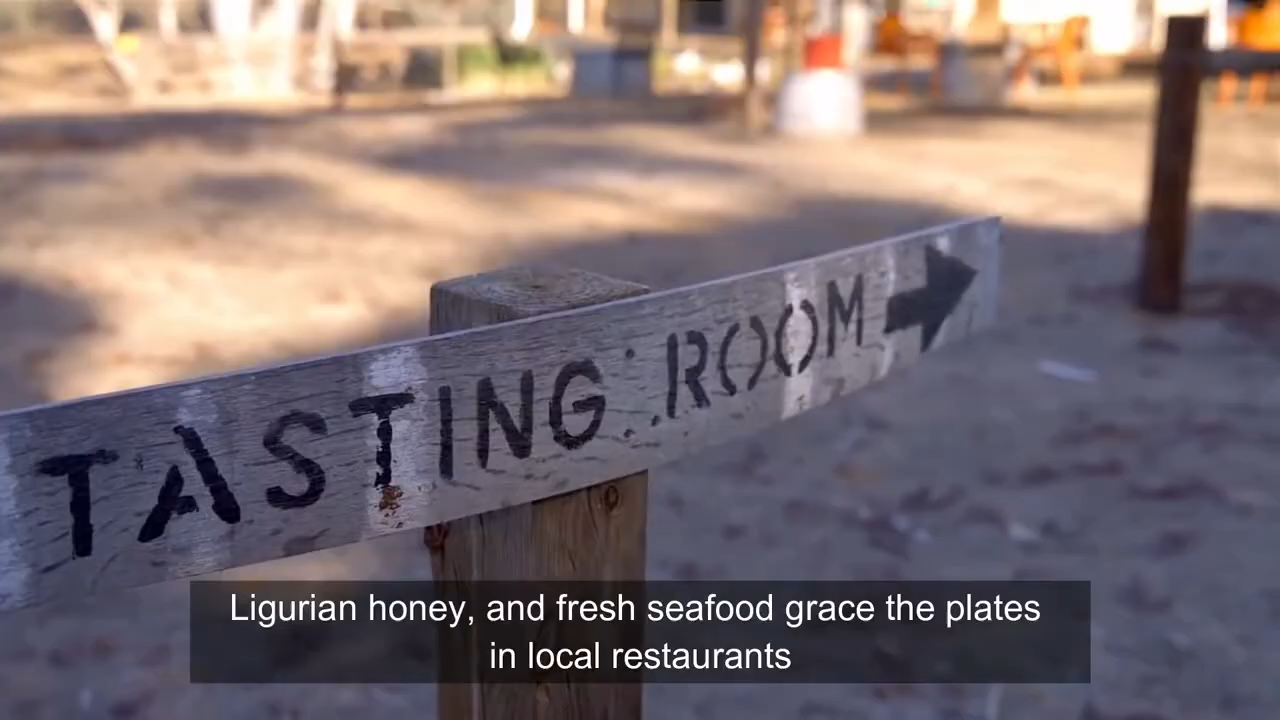 TASTING ROOM
Ligurian honey, and fresh seafood grace the plates
in local restaurants